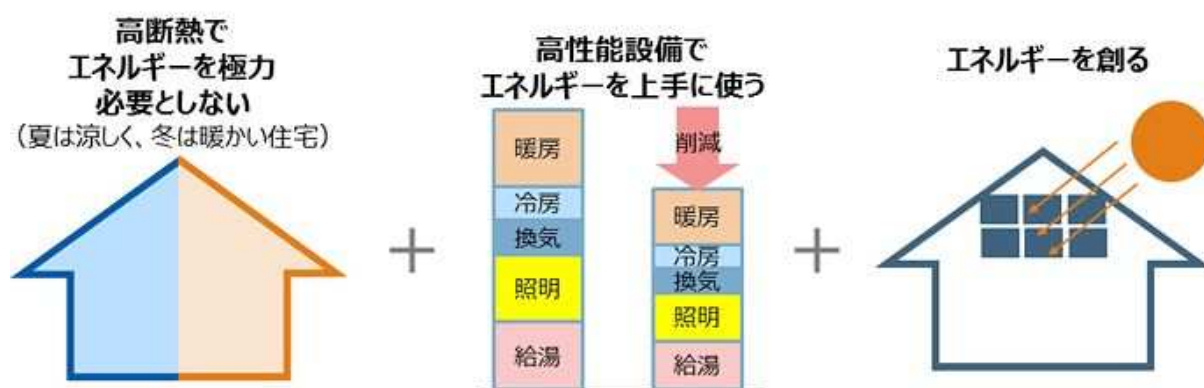 高断熱で
エネルギーを極力
必要としない
（夏は涼しく、冬は暖かい住宅）
高性能設備で
エネルギーを上手に使う
暖房
冷房
換気
照明
給湯
削減
暖房
冷房
換気
照明
給湯
エネルギーを創る